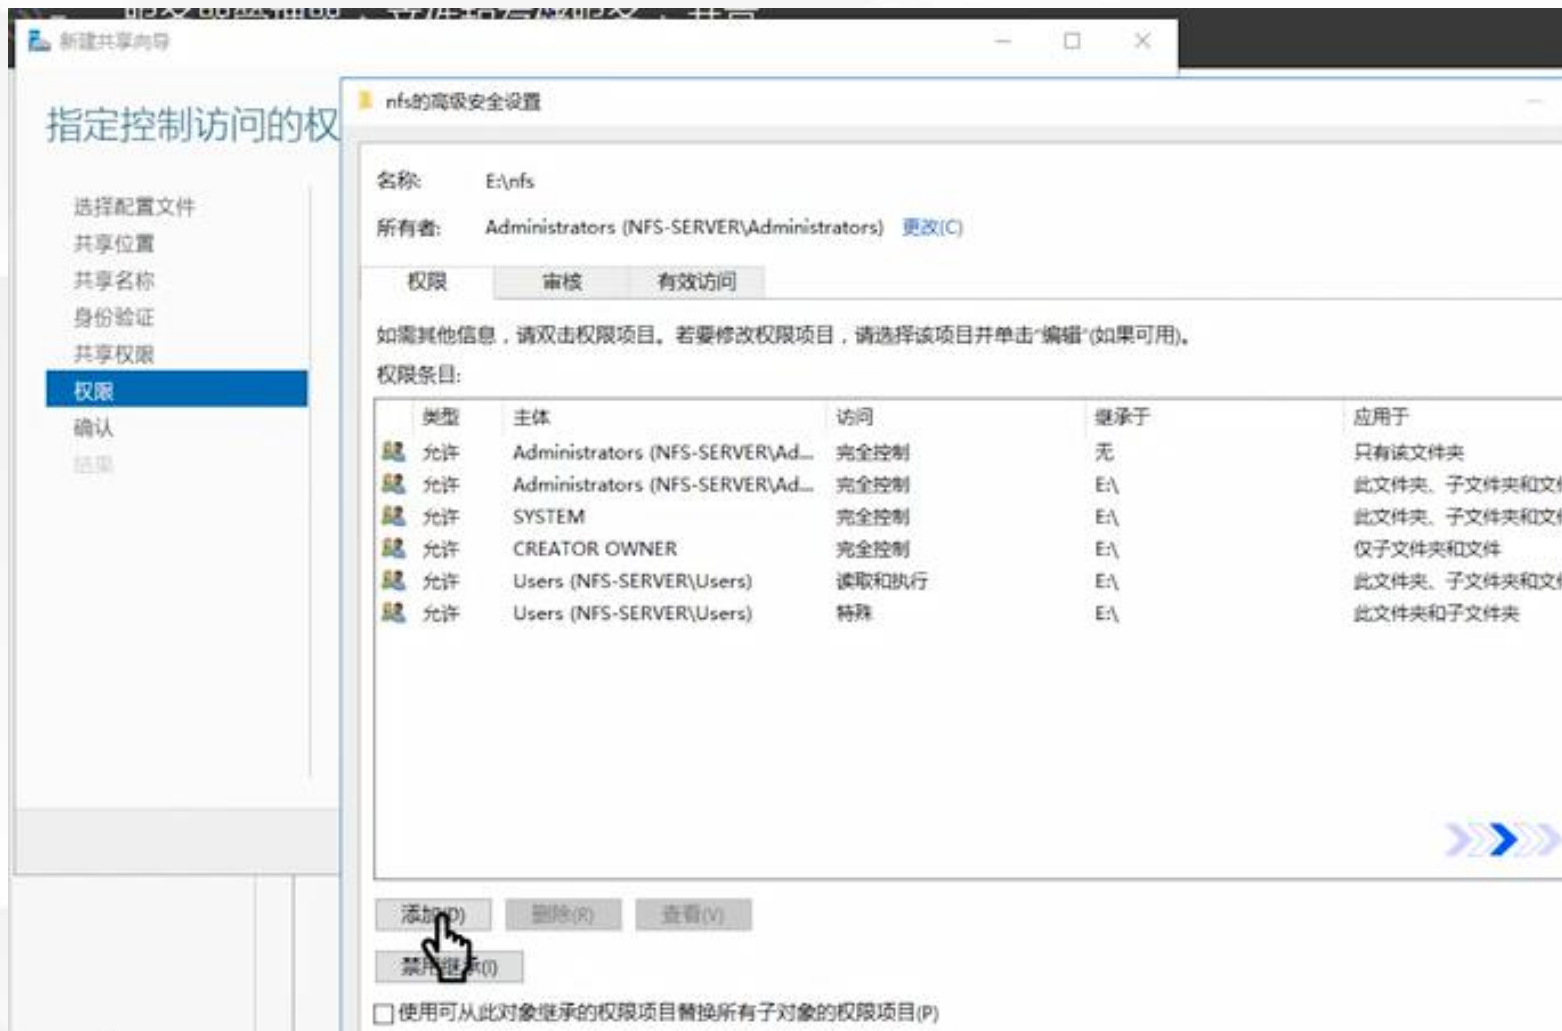 新建共享向导
指定控制访问的权
nfs的高级安全设置
名称: E:\nfs
所有者: Administrators (NFS-SERVER\Administrators) 更改(C)
选择配置文件
共享位置
共享名称
身份验证
共享权限
权限
确认
结果
权限 审核 有效访问
如需其他信息，请双击权限项目。若要修改权限项目，请选择该项目并单击"编辑"(如果可用)。
权限条目:
类型 主体 访问 继承于 应用于
允许 Administrators (NFS-SERVER\Ad... 完全控制 无 只有该文件夹
允许 Administrators (NFS-SERVER\Ad... 完全控制 E:\ 此文件夹、子文件夹和文
允许 SYSTEM 完全控制 E:\ 此文件夹、子文件夹和文
允许 CREATOR OWNER 完全控制 E:\ 仅子文件夹和文件
允许 Users (NFS-SERVER\Users) 读取和执行 E:\ 此文件夹、子文件夹和文
允许 Users (NFS-SERVER\Users) 特殊 E:\ 此文件夹和子文件夹
添加(D) 删除(R) 查看(V)
禁用继承(I)
使用可从此对象继承的权限项目替换所有子对象的权限项目(P)